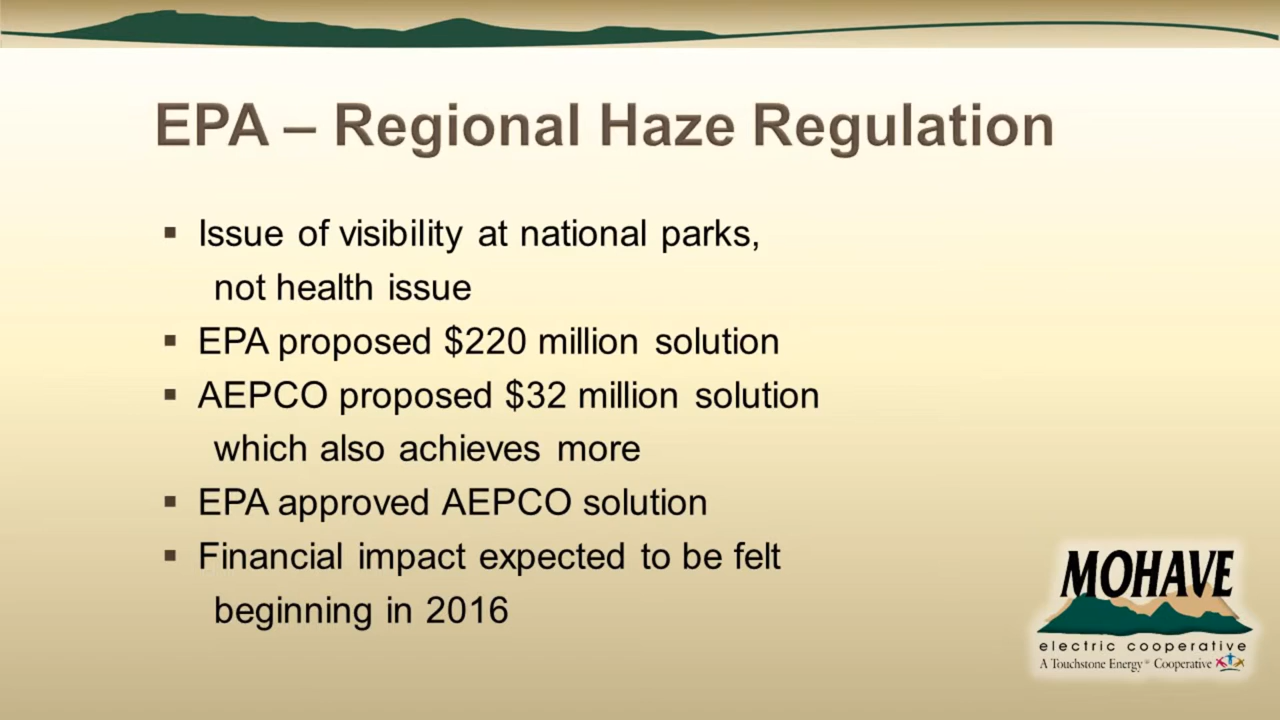 EPA – Regional Haze Regulation
▪ Issue of visibility at national parks,
not health issue
▪ EPA proposed $220 million solution
▪ AEPCO proposed $32 million solution
which also achieves more
▪ EPA approved AEPCO solution
▪ Financial impact expected to be felt
beginning in 2016
MOHAVE
electric cooperative
A Touchstone Energy® Cooperative